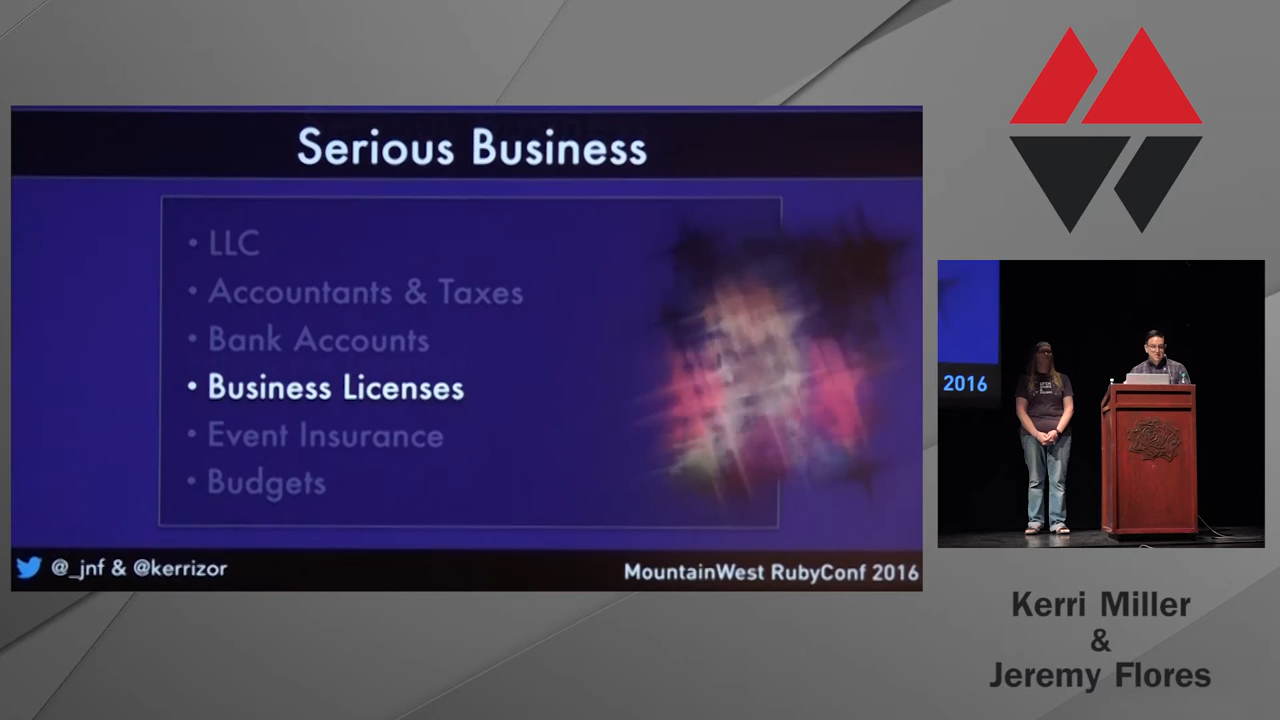 Serious Business
• LLC
• Accountants & Taxes
• Bank Accounts
• Business Licenses
• Event Insurance
• Budgets
@_jnf & @kerrizor
MountainWest RubyConf 2016
2016
Kerri Miller
&
Jeremy Flores